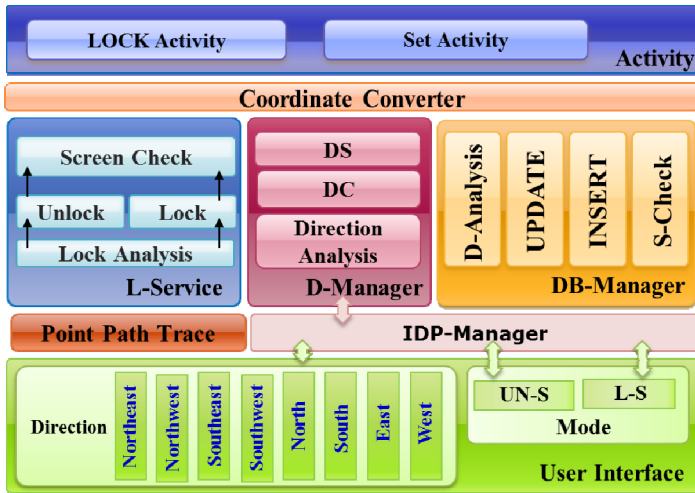 LOCK Activity
Set Activity
Activity
Coordinate Converter
Screen Check
Unlock
Lock
Lock Analysis
L-Service
DS
DC
Direction
Analysis
D-Manager
D-Analysis
UPDATE
INSERT
S-Check
DB-Manager
Point Path Trace
IDP-Manager
Direction
Northeast
Northwest
Southeast
Southwest
North
South
East
West
UN-S
L-S
Mode
User Interface